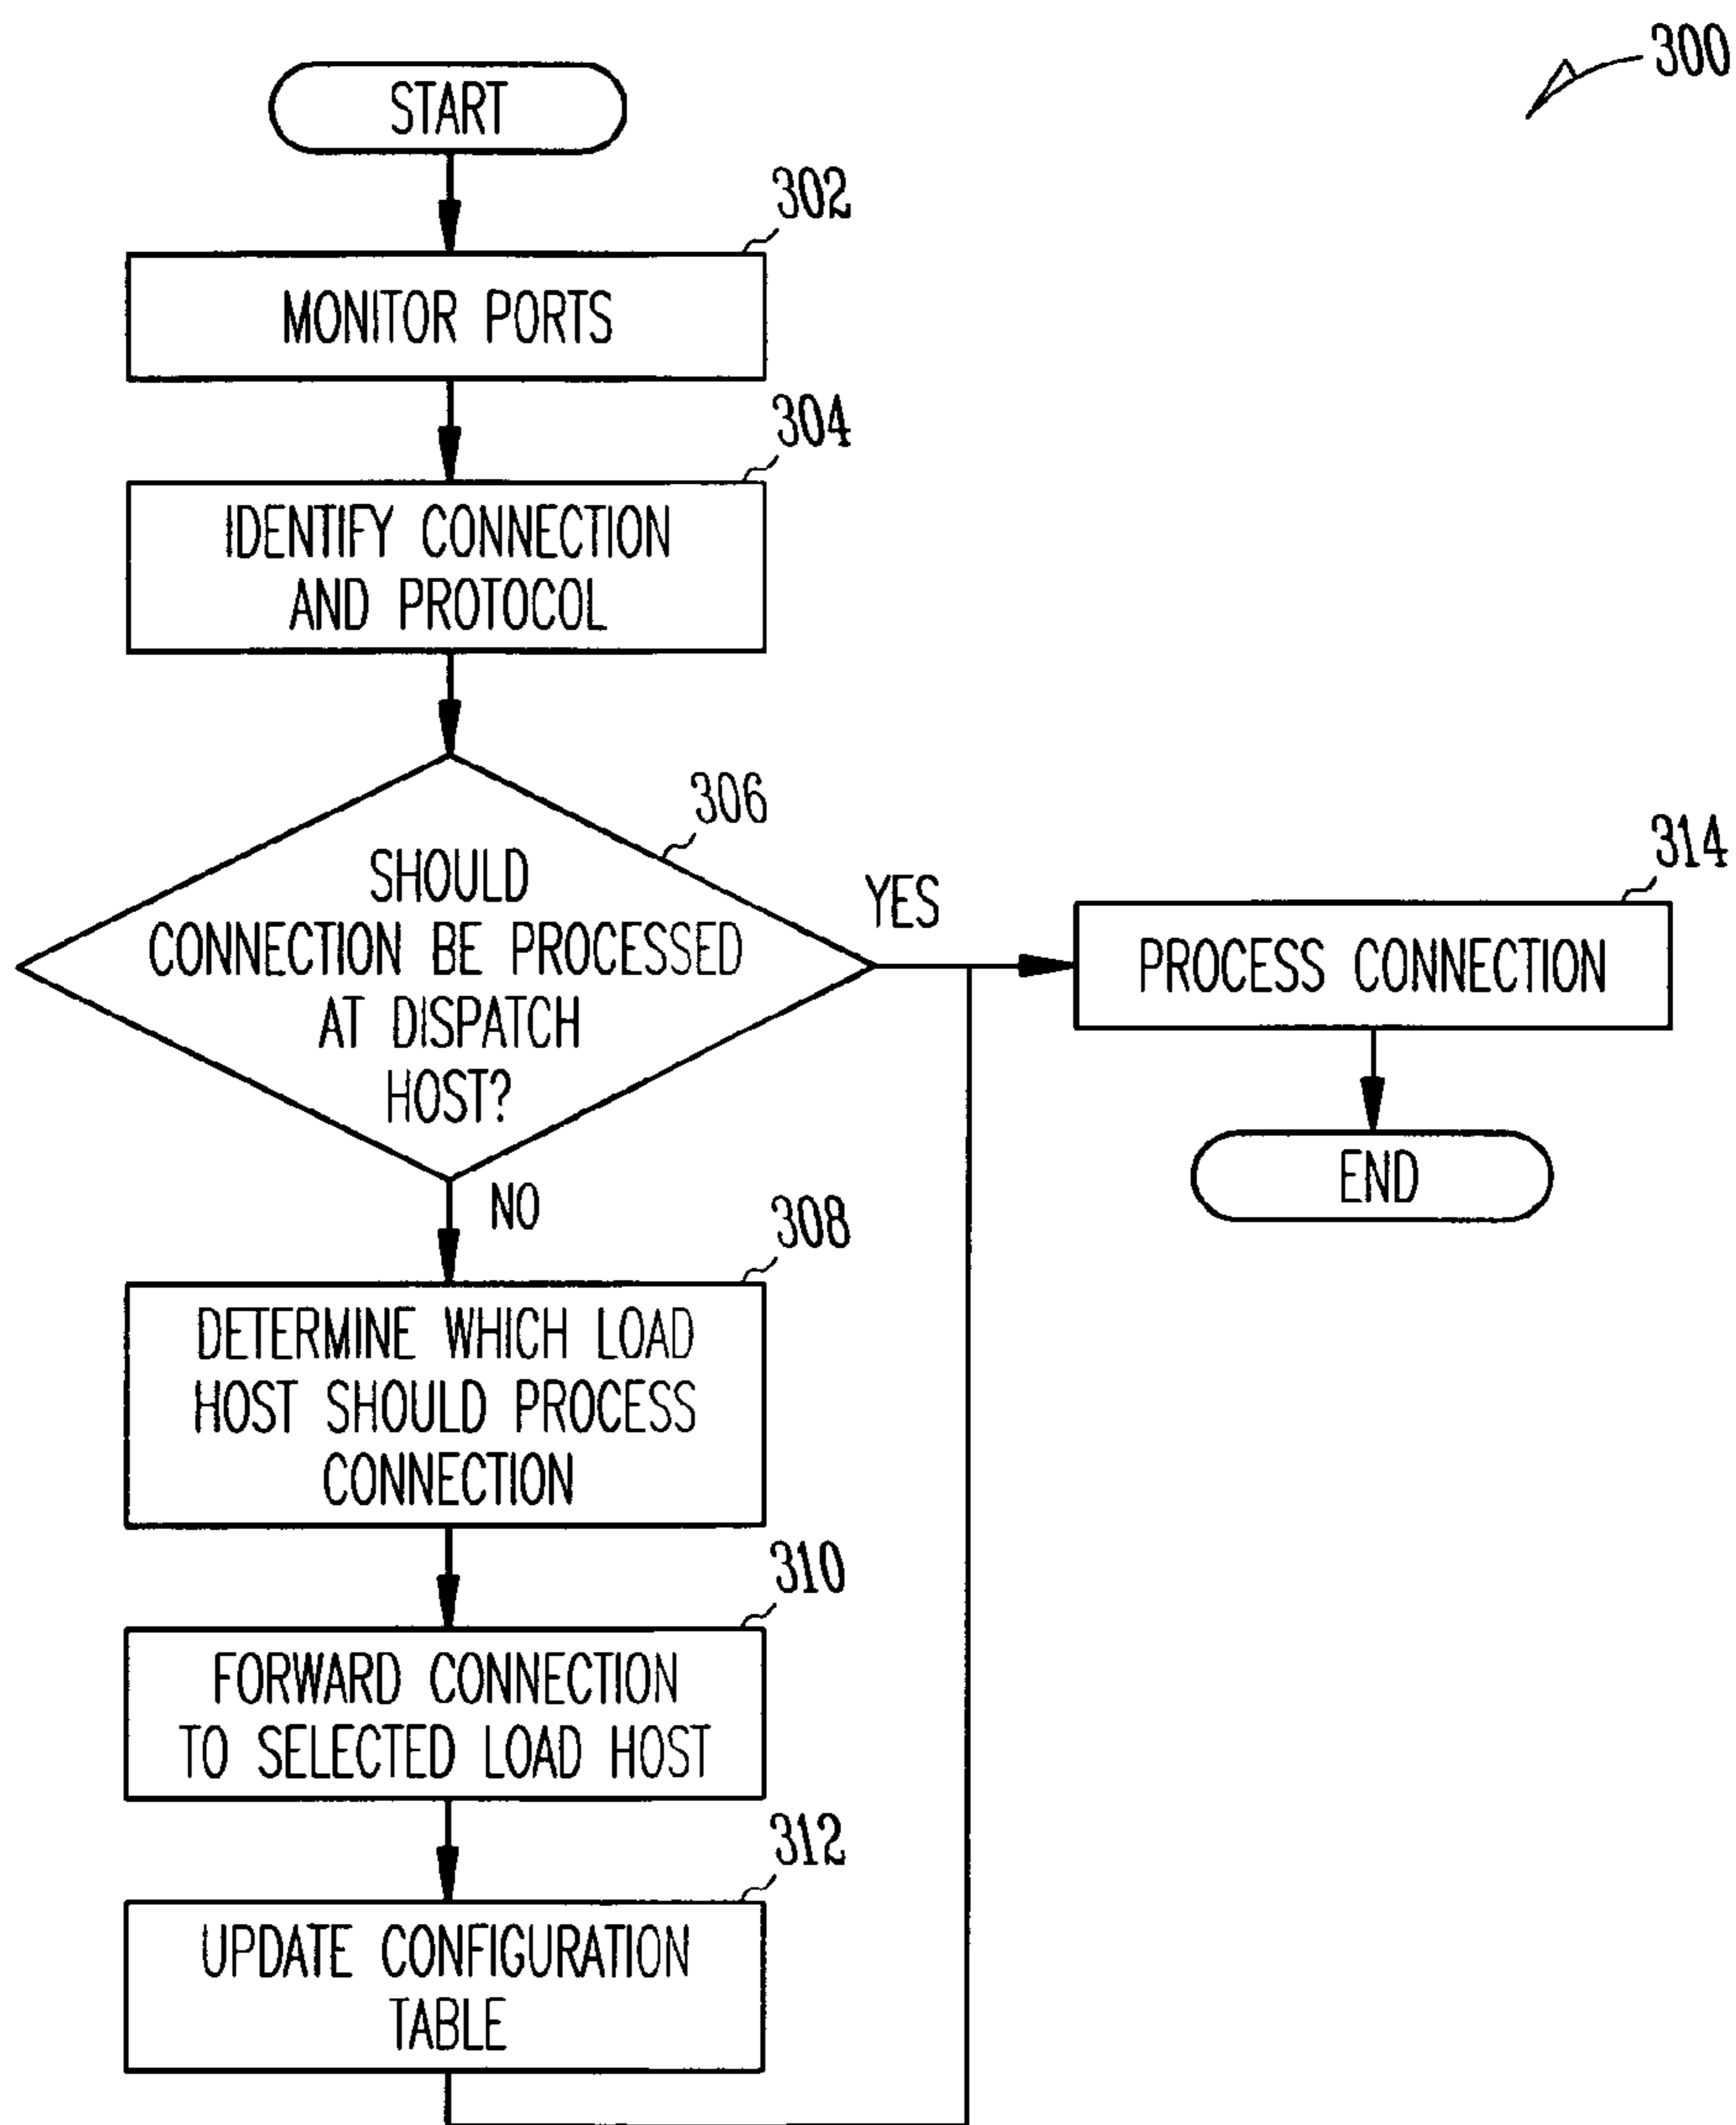 300
START
302
MONITOR PORTS
304
IDENTIFY CONNECTION
AND PROTOCOL
306
SHOULD
CONNECTION BE PROCESSED
AT DISPATCH
HOST?
YES
314
PROCESS CONNECTION
END
NO
308
DETERMINE WHICH LOAD
HOST SHOULD PROCESS
CONNECTION
310
FORWARD CONNECTION
TO SELECTED LOAD HOST
312
UPDATE CONFIGURATION
TABLE